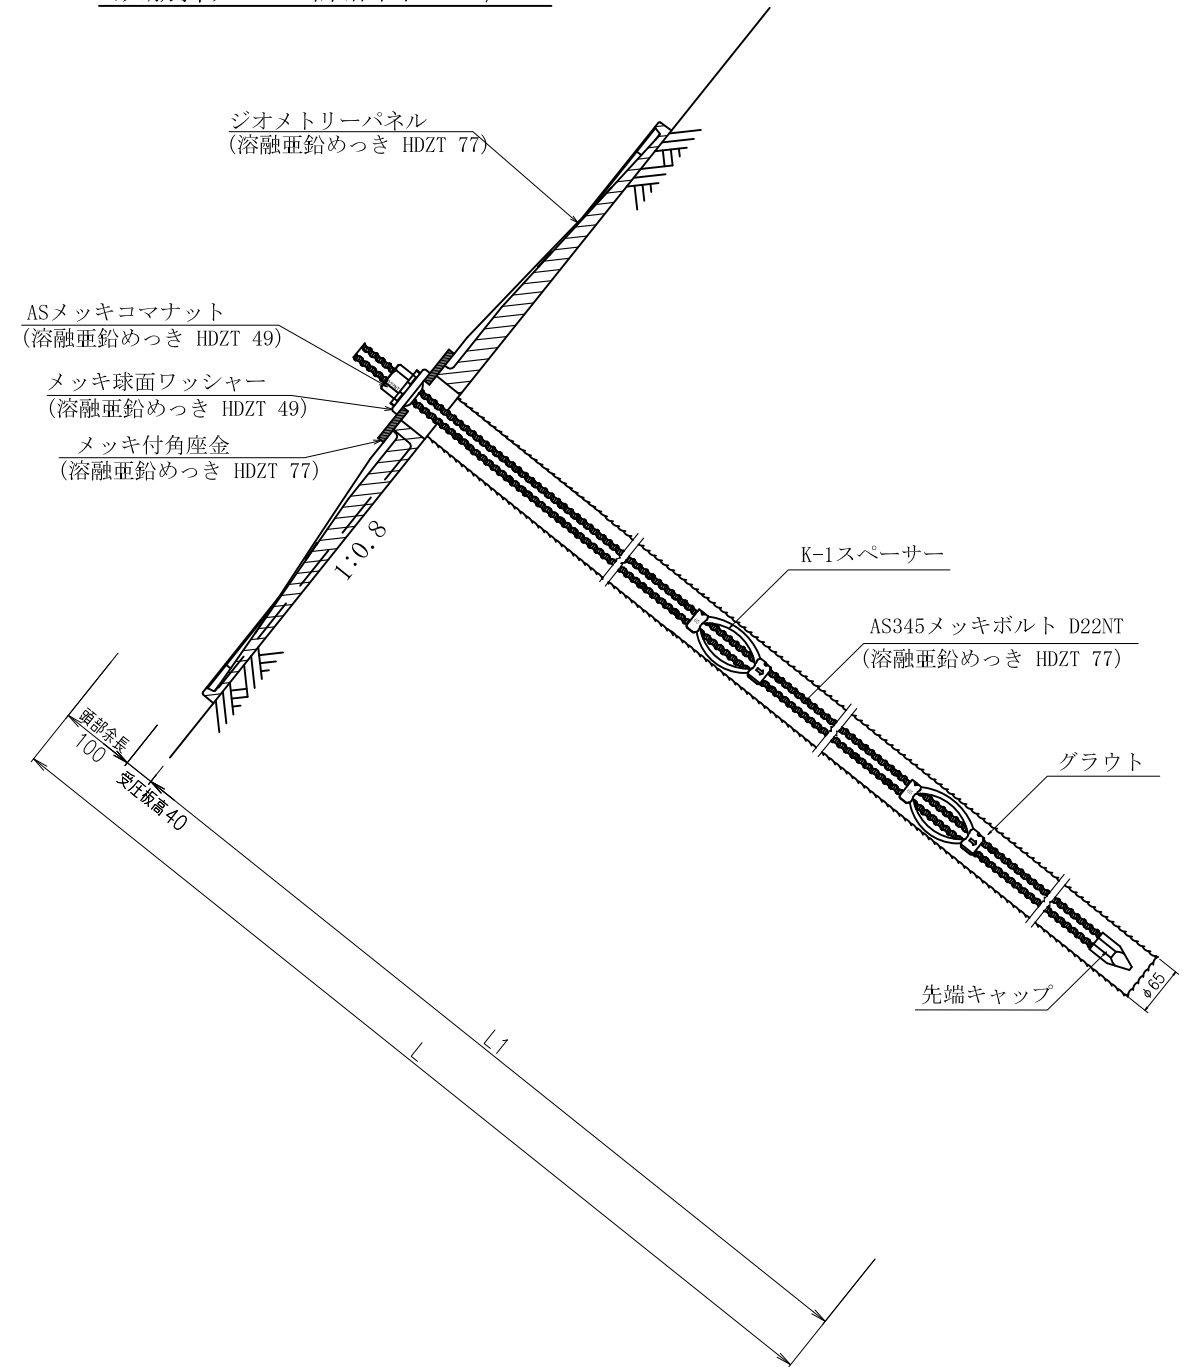 ジオメトリーパネル
(溶融亜鉛めっき HDZT 77)
ASメッキコマナット
(溶融亜鉛めっき HDZT 49)
メッキ球面ワッシャー
(溶融亜鉛めっき HDZT 49)
メッキ付角座金
(溶融亜鉛めっき HDZT 77)
1:0.8
K-1スペーサー
AS345メッキボルト D22NT
(溶融亜鉛めっき HDZT 77)
頭部余長
100
受圧板高40
グラウト
先端キャップ
φ65
L1
L